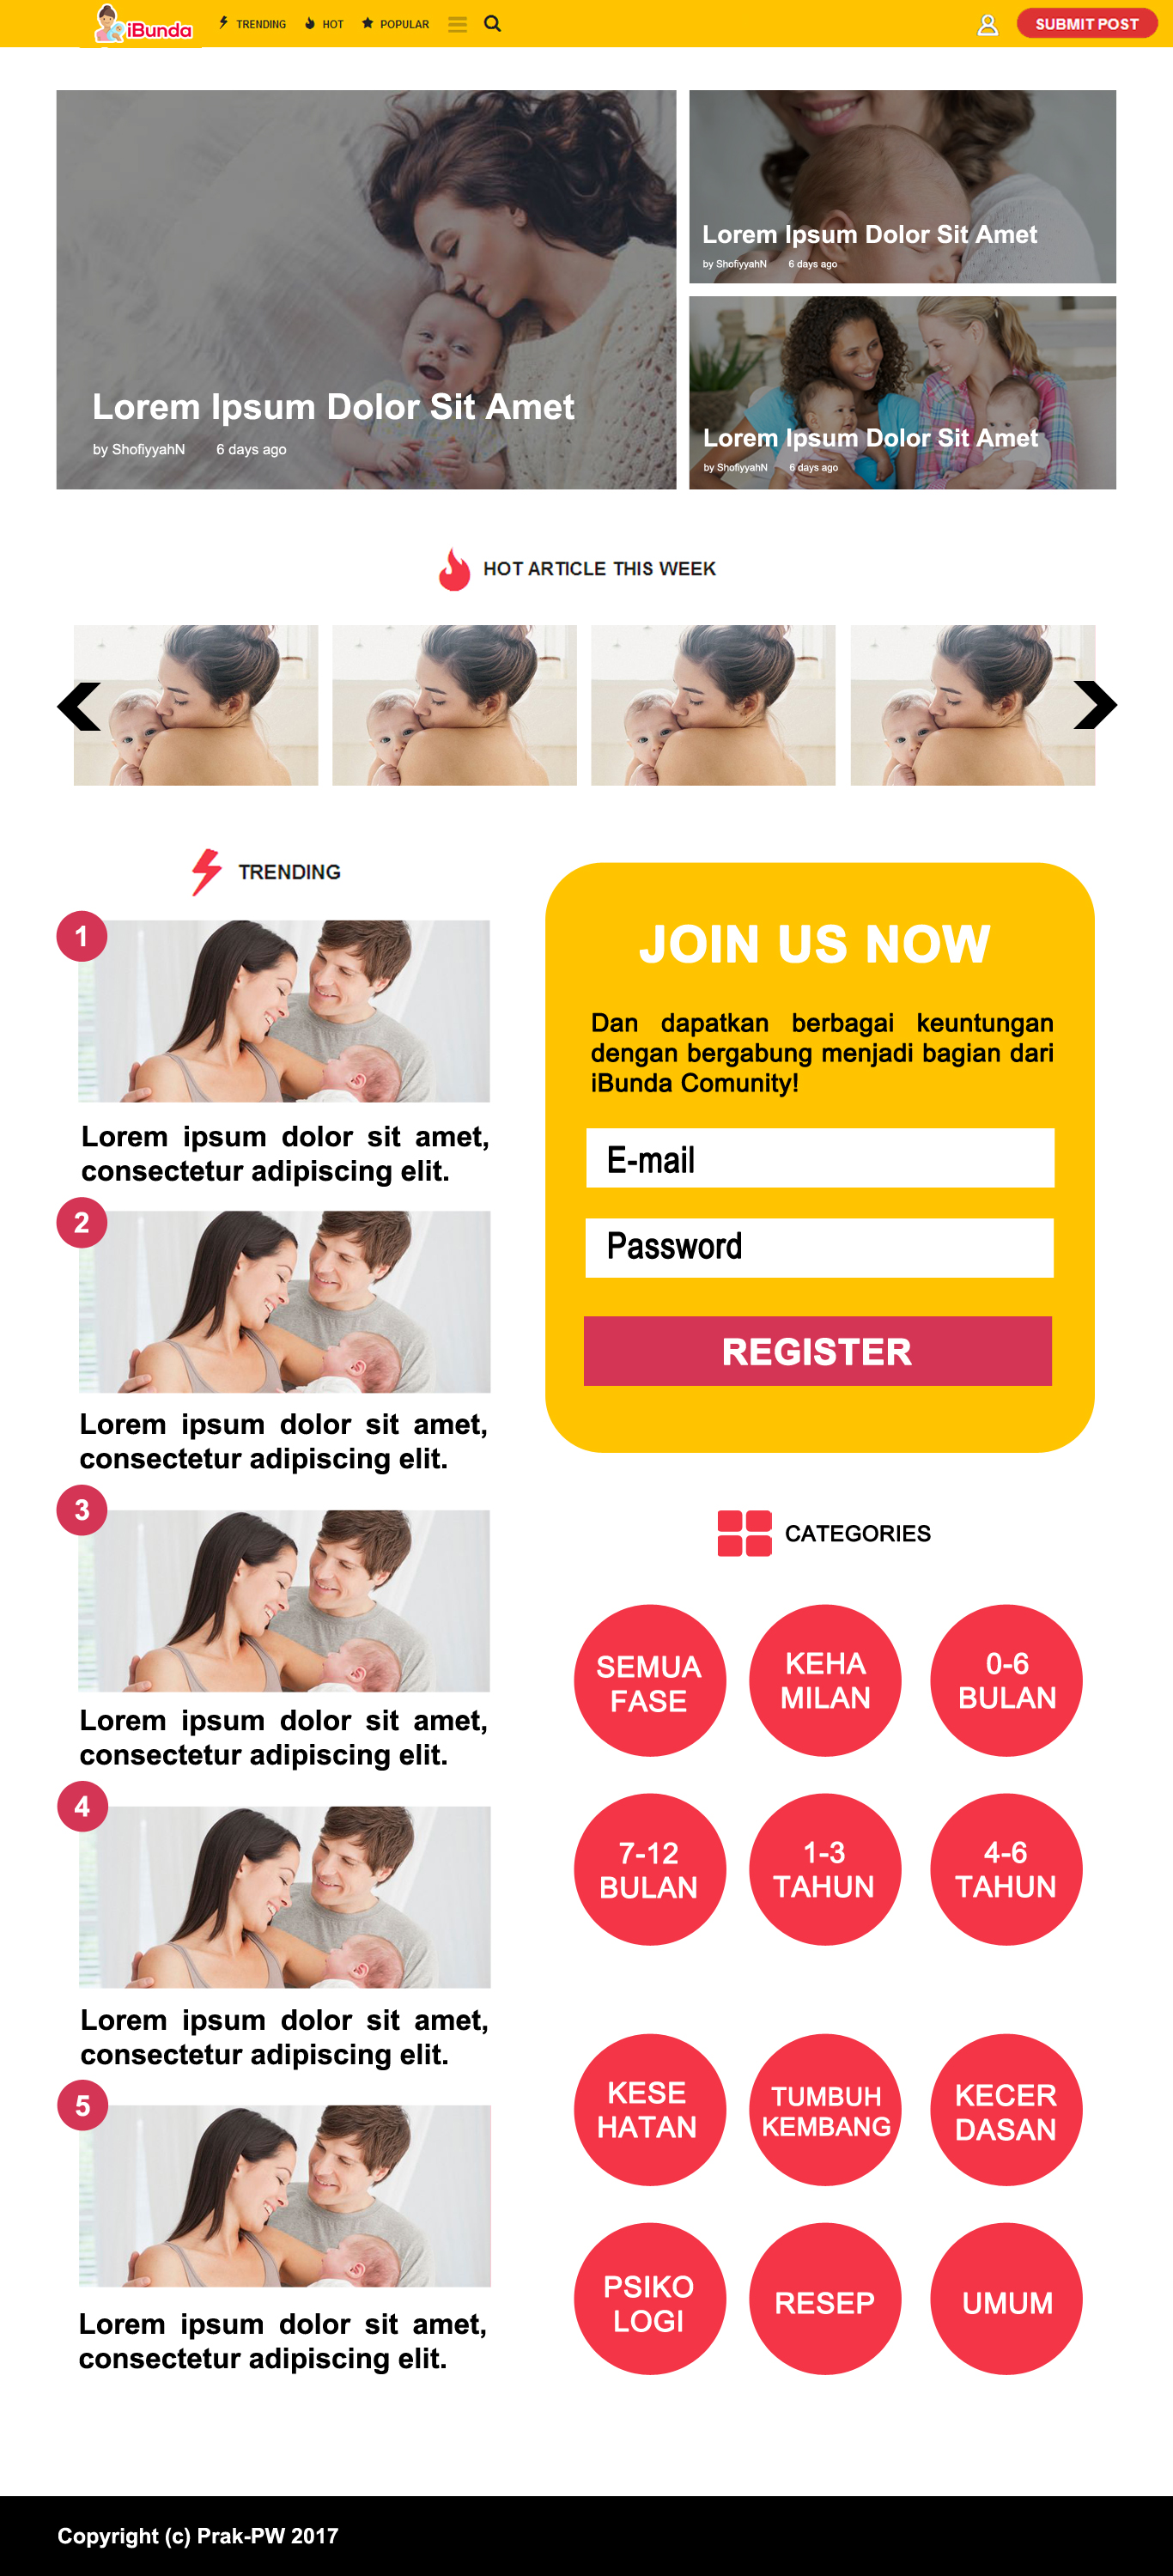 iBunda
TRENDING
HOT
POPULAR
SUBMIT POST
Lorem Ipsum Dolor Sit Amet
by ShofiyyahN 6 days ago
Lorem Ipsum Dolor Sit Amet
by ShofiyyahN 6 days ago
Lorem Ipsum Dolor Sit Amet
by ShofiyyahN 6 days ago
HOT ARTICLE THIS WEEK
TRENDING
1
Lorem ipsum dolor sit amet,
consectetur adipiscing elit.
2
Lorem ipsum dolor sit amet,
consectetur adipiscing elit.
3
Lorem ipsum dolor sit amet,
consectetur adipiscing elit.
4
Lorem ipsum dolor sit amet,
consectetur adipiscing elit.
5
Lorem ipsum dolor sit amet,
consectetur adipiscing elit.
JOIN US NOW
Dan dapatkan berbagai keuntungan
dengan bergabung menjadi bagian dari
iBunda Comunity!
E-mail
Password
REGISTER
CATEGORIES
SEMUA
FASE
KEHA
MILAN
0-6
BULAN
7-12
BULAN
1-3
TAHUN
4-6
TAHUN
KESE
HATAN
TUMBUH
KEMBANG
KECER
DASAN
PSIKO
LOGI
RESEP
UMUM
Copyright (c) Prak-PW 2017